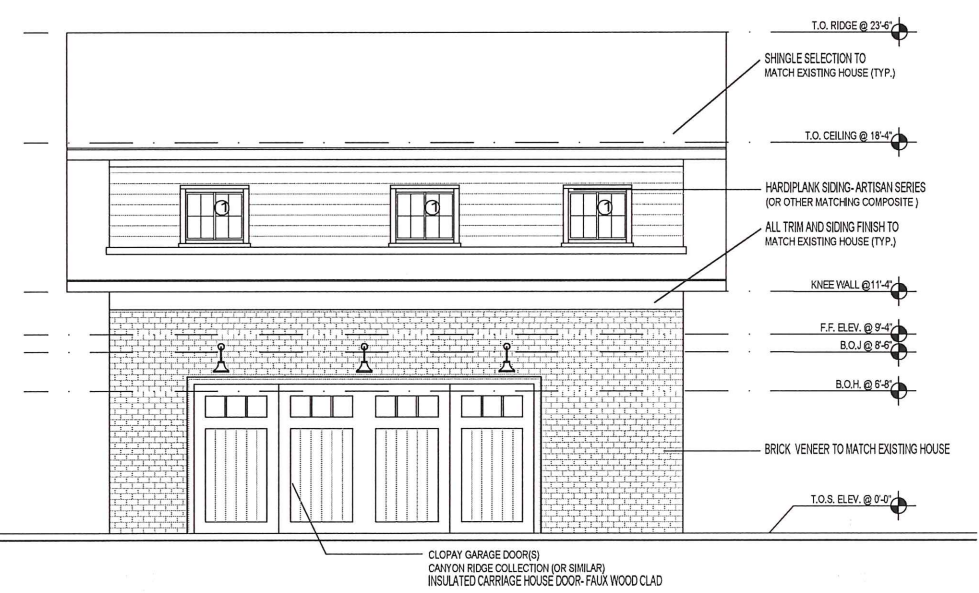 T.O. RIDGE @ 23'-6"
SHINGLE SELECTION TO
MATCH EXISTING HOUSE (TYP.)
T.O. CEILING @ 18'-4"
HARDIPLANK SIDING- ARTISAN SERIES
(OR OTHER MATCHING COMPOSITE )
1
1
1
ALL TRIM AND SIDING FINISH TO
MATCH EXISTING HOUSE (TYP.)
KNEE WALL @11'-4"
F.F. ELEV. @ 9'-4"
B.O.J @ 8'-6"
B.O.H. @ 6'-8"
BRICK VENEER TO MATCH EXISTING HOUSE
T.O.S. ELEV. @ 0'-0"
CLOPAY GARAGE DOOR(S)
CANYON RIDGE COLLECTION (OR SIMILAR)
INSULATED CARRIAGE HOUSE DOOR- FAUX WOOD CLAD